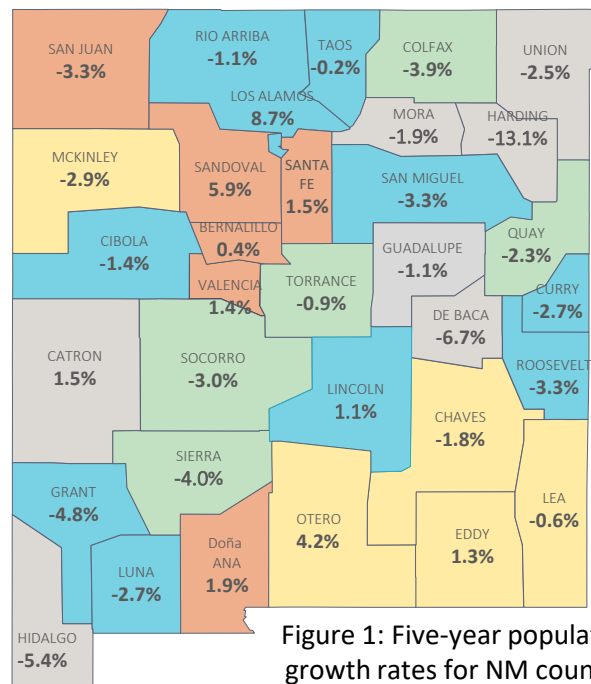 SAN JUAN
-3.3%
RIO ARRIBA
-1.1%
TAOS
-0.2%
COLFAX
-3.9%
UNION
-2.5%
LOS ALAMOS
8.7%
MORA
-1.9%
HARDING
-13.1%
MCKINLEY
-2.9%
SANDOVAL
5.9%
SANTA
FE
1.5%
SAN MIGUEL
-3.3%
CIBOLA
-1.4%
BERNALILLO
0.4%
VALENCIA
1.4%
TORRANCE
-0.9%
GUADALUPE
-1.1%
QUAY
-2.3%
CURRY
-2.7%
DE BACA
-6.7%
ROOSEVELT
-3.3%
CATRON
1.5%
SOCORRO
-3.0%
LINCOLN
1.1%
CHAVES
-1.8%
SIERRA
-4.0%
GRANT
-4.8%
LUNA
-2.7%
Doña
ANA
1.9%
OTERO
4.2%
EDDY
1.3%
LEA
-0.6%
HIDALGO
-5.4%
Figure 1: Five-year populat
growth rates for NM coun